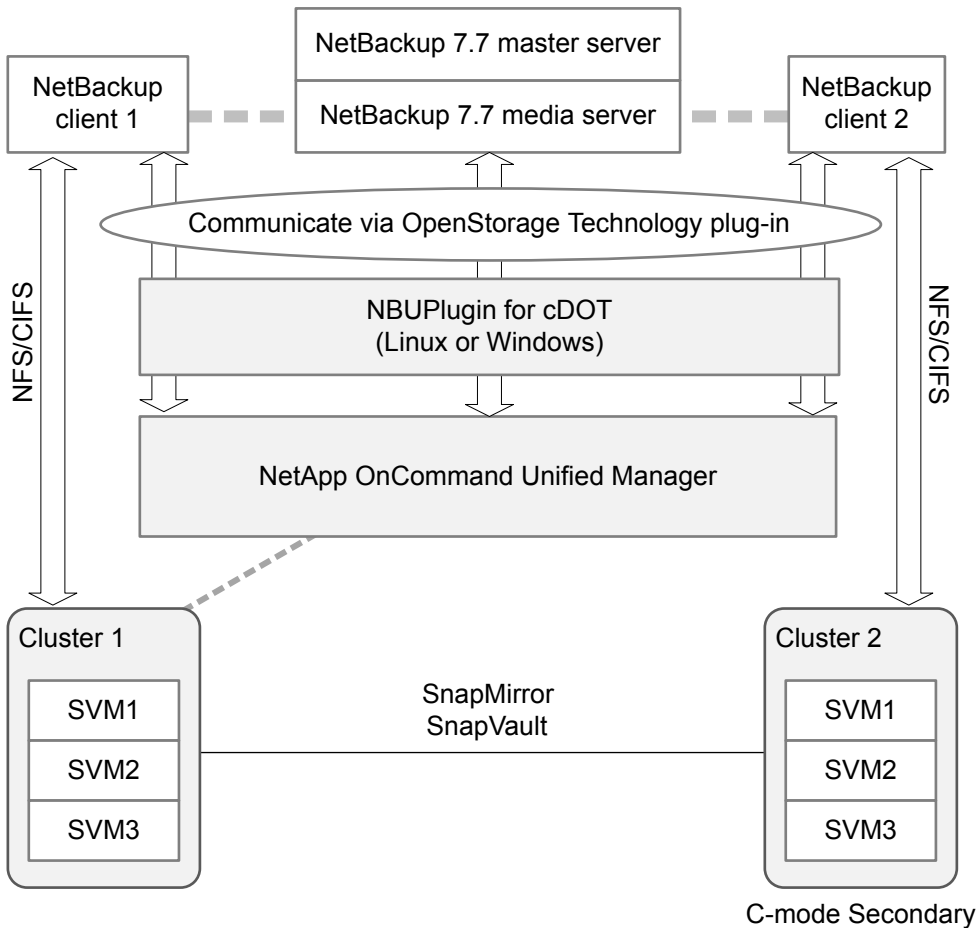 NetBackup 7.7 master server
NetBackup
client 1
NetBackup 7.7 media server
NetBackup
client 2
Communicate via OpenStorage Technology plug-in
NFS/CIFS
NBUPlugin for cDOT
(Linux or Windows)
NFS/CIFS
NetApp OnCommand Unified Manager
Cluster 1
SVM1
SVM2
SVM3
SnapMirror
SnapVault
Cluster 2
SVM1
SVM2
SVM3
C-mode Secondary